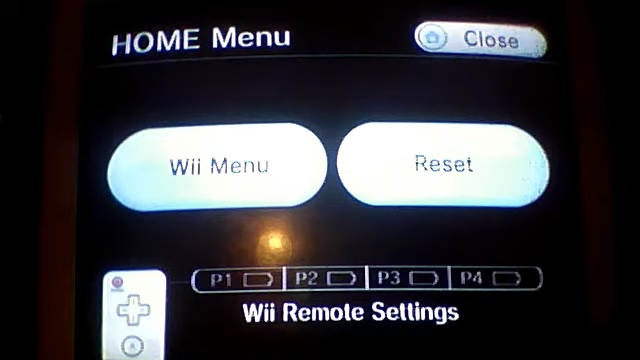 HOME Menu
Close
Wii Menu
Reset
P1 P2 P3 P4
Wii Remote Settings